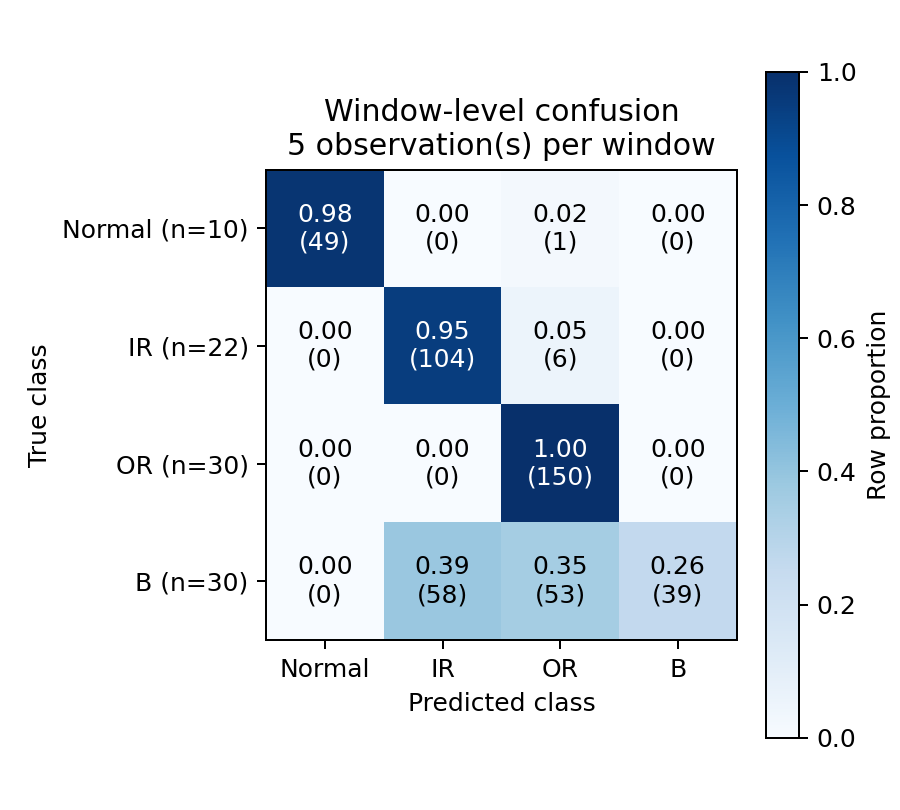 Window-level confusion
5 observation(s) per window
Normal (n=10)
0.98
(49)
0.00
(0)
0.02
(1)
0.00
(0)
IR (n=22)
0.00
(0)
0.95
(104)
0.05
(6)
0.00
(0)
OR (n=30)
0.00
(0)
0.00
(0)
1.00
(150)
0.00
(0)
B (n=30)
0.00
(0)
0.39
(58)
0.35
(53)
0.26
(39)
Normal
IR
OR
B
Predicted class
True class
1.0
0.8
0.6
0.4
0.2
0.0
Row proportion